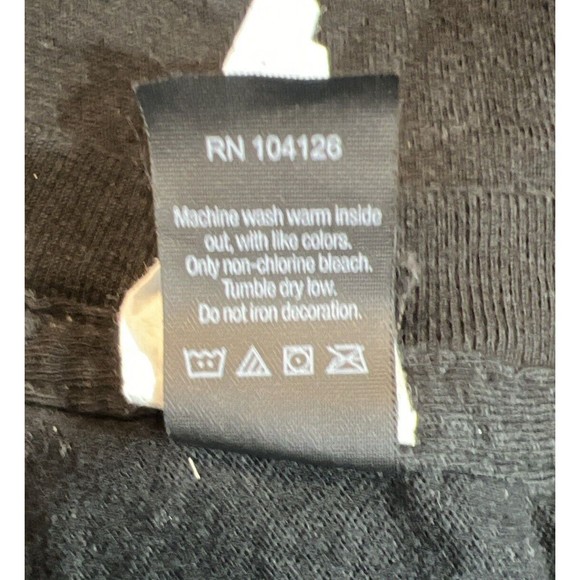 RN 104126
Machine wash warm inside
out, with like colors.
Only non-chlorine bleach.
Tumble dry low.
Do not iron decoration.